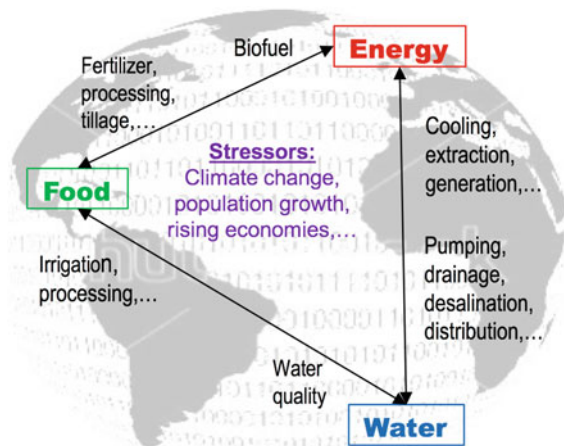 Biofuel
Energy
Fertilizer,
processing,
tillage,...
Cooling,
extraction,
generation,...
Stressors:
Climate change,
population growth,
rising economies,...
Food
Irrigation,
processing,...
Pumping,
drainage,
desalination,
distribution,...
Water
quality
Water